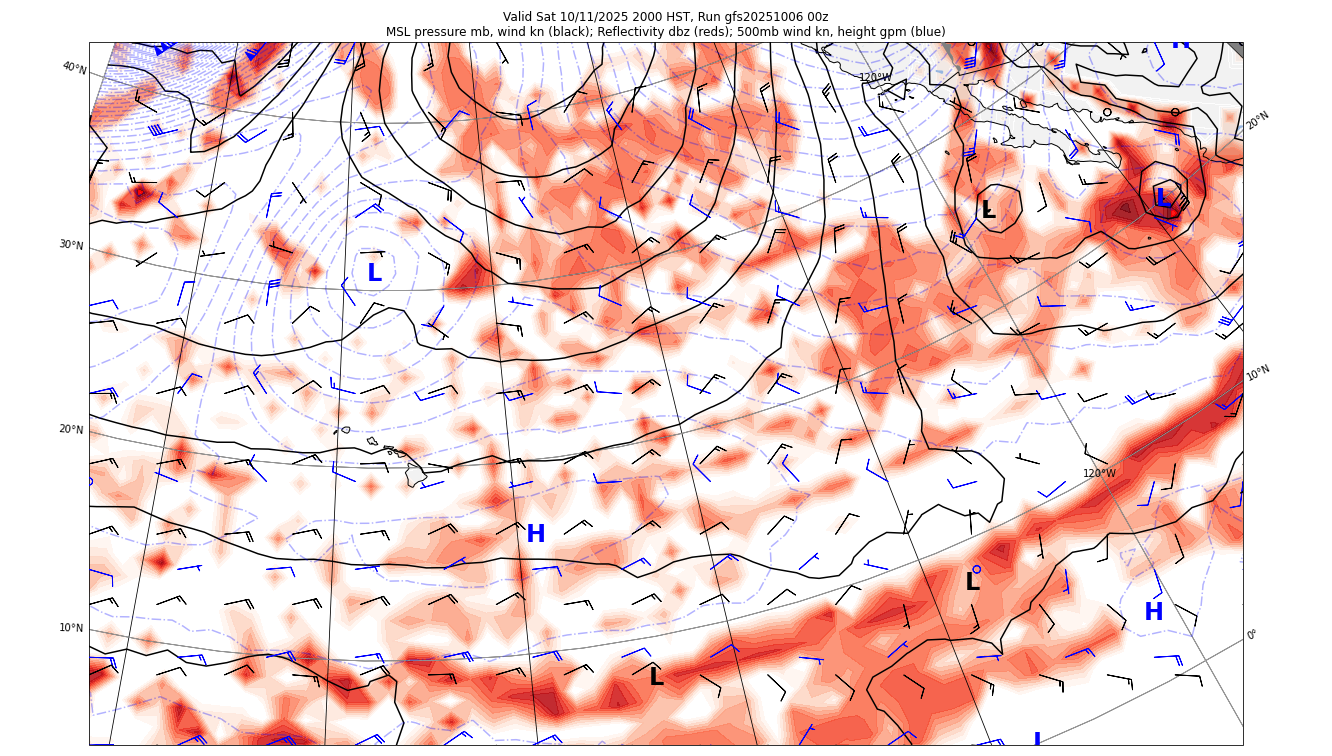 Valid Sat 10/11/2025 2000 HST, Run gfs20251006 00z
MSL pressure mb, wind kn (black); Reflectivity dbz (reds); 500mb wind kn, height gpm (blue)
40°N
120°W
20°N
L
L
30°N
L
10°N
20°N
120°W
H
L
H
10°N
0°
L